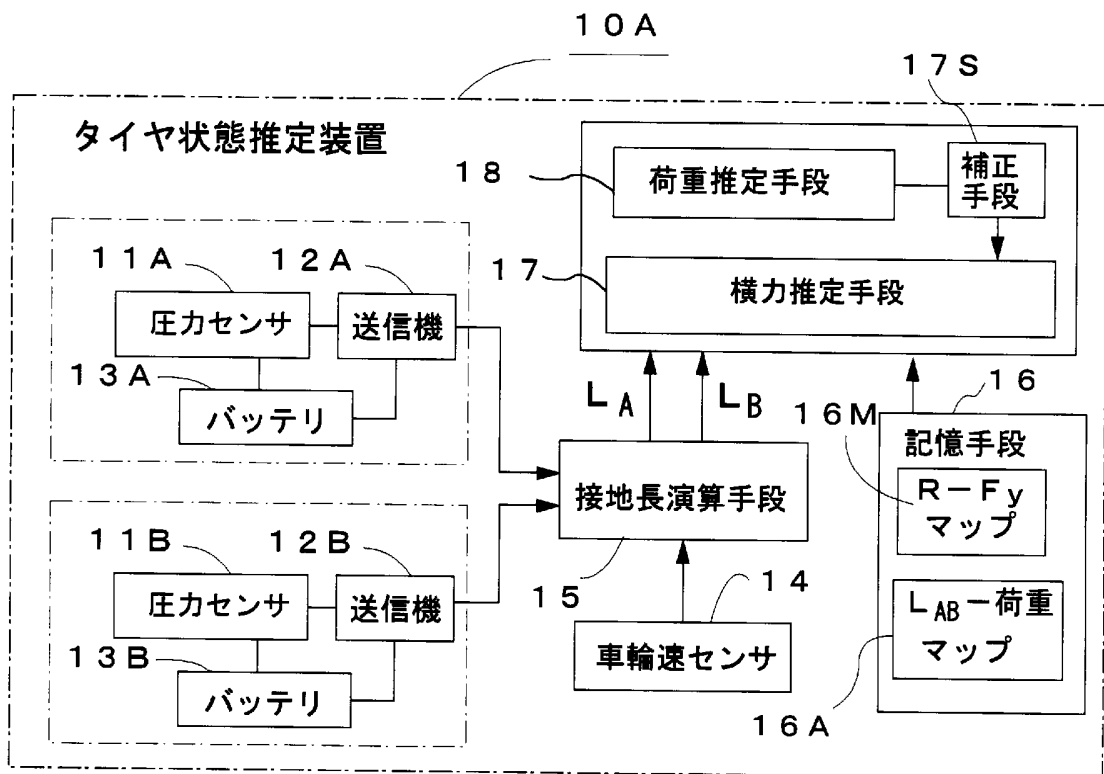 １０Ａ
１７Ｓ
タイヤ状態推定装置
１８
荷重推定手段
補正
手段
１７
横力推定手段
１１Ａ
１２Ａ
圧力センサ
送信機
１３Ａ
バッテリ
L A
L B
１６
１６Ｍ
記憶手段
Ｒ－Ｆy
マップ
接地長演算手段
１１Ｂ
１２Ｂ
圧力センサ
送信機
１５
１４
L AB－荷重
マップ
１３Ｂ
バッテリ
車輪速センサ
１６Ａ